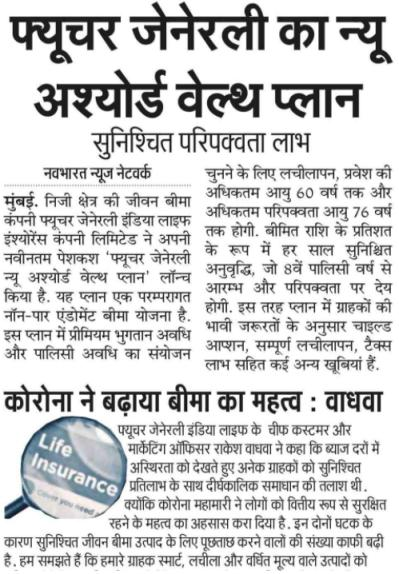 फ्यूचर जेनेरली का न्यू
अश्योर्ड वेल्थ प्लान
सुनिश्चित परिपक्वता लाभ
नवभारत न्यूज नेटवर्क
मुंबई. निजी क्षेत्र की जीवन बीमा
कंपनी फ्यूचर जेनेरली इंडिया लाइफ
इंश्योरेंस कंपनी लिमिटेड ने अपनी
नवीनतम पेशकश 'फ्यूचर जेनेरली
न्यू अश्योर्ड वेल्थ प्लान' लॉन्च
किया है. यह प्लान एक परम्परागत
नॉन-पार एंडोमेंट बीमा योजना है.
इस प्लान में प्रीमियम भुगतान अवधि
और पालिसी अवधि का संयोजन
चुनने के लिए लचीलापन, प्रवेश की
अधिकतम आयु 60 वर्ष तक और
अधिकतम परिपक्वता आयु 76 वर्ष
तक होगी. बीमित राशि के प्रतिशत
के रूप में हर साल सुनिश्चित
अनुवृद्धि, जो 8वें पालिसी वर्ष से
आरम्भ और परिपक्वता पर देय
होगी. इस तरह प्लान में ग्राहकों की
भावी जरूरतों के अनुसार चाइल्ड
आप्शन, सम्पूर्ण लचीलापन, टैक्स
लाभ सहित कई अन्य खूबियां हैं.
कोरोना ने बढ़ाया बीमा का महत्व : वाधवा
Life
Insurance
Cover you need
फ्यूचर जेनेरली इंडिया लाइफ के चीफ कस्टमर और
मार्केटिंग ऑफिसर राकेश वाधवा ने कहा कि ब्याज दरों में
अस्थिरता को देखते हुए अनेक ग्राहकों को सुनिश्चित
प्रतिलाभ के साथ दीर्घकालिक समाधान की तलाश थी.
क्योंकि कोरोना महामारी ने लोगों को वित्तीय रूप से सुरक्षित
रहने के महत्व का अहसास करा दिया है. इन दोनों घटक के
कारण सुनिश्चित जीवन बीमा उत्पाद के लिए पूछताछ करने वालों की संख्या काफी बढ़ी
है. हम समझते हैं कि हमारे ग्राहक स्मार्ट, लचीला और वर्धित मूल्य वाले उत्पादों को